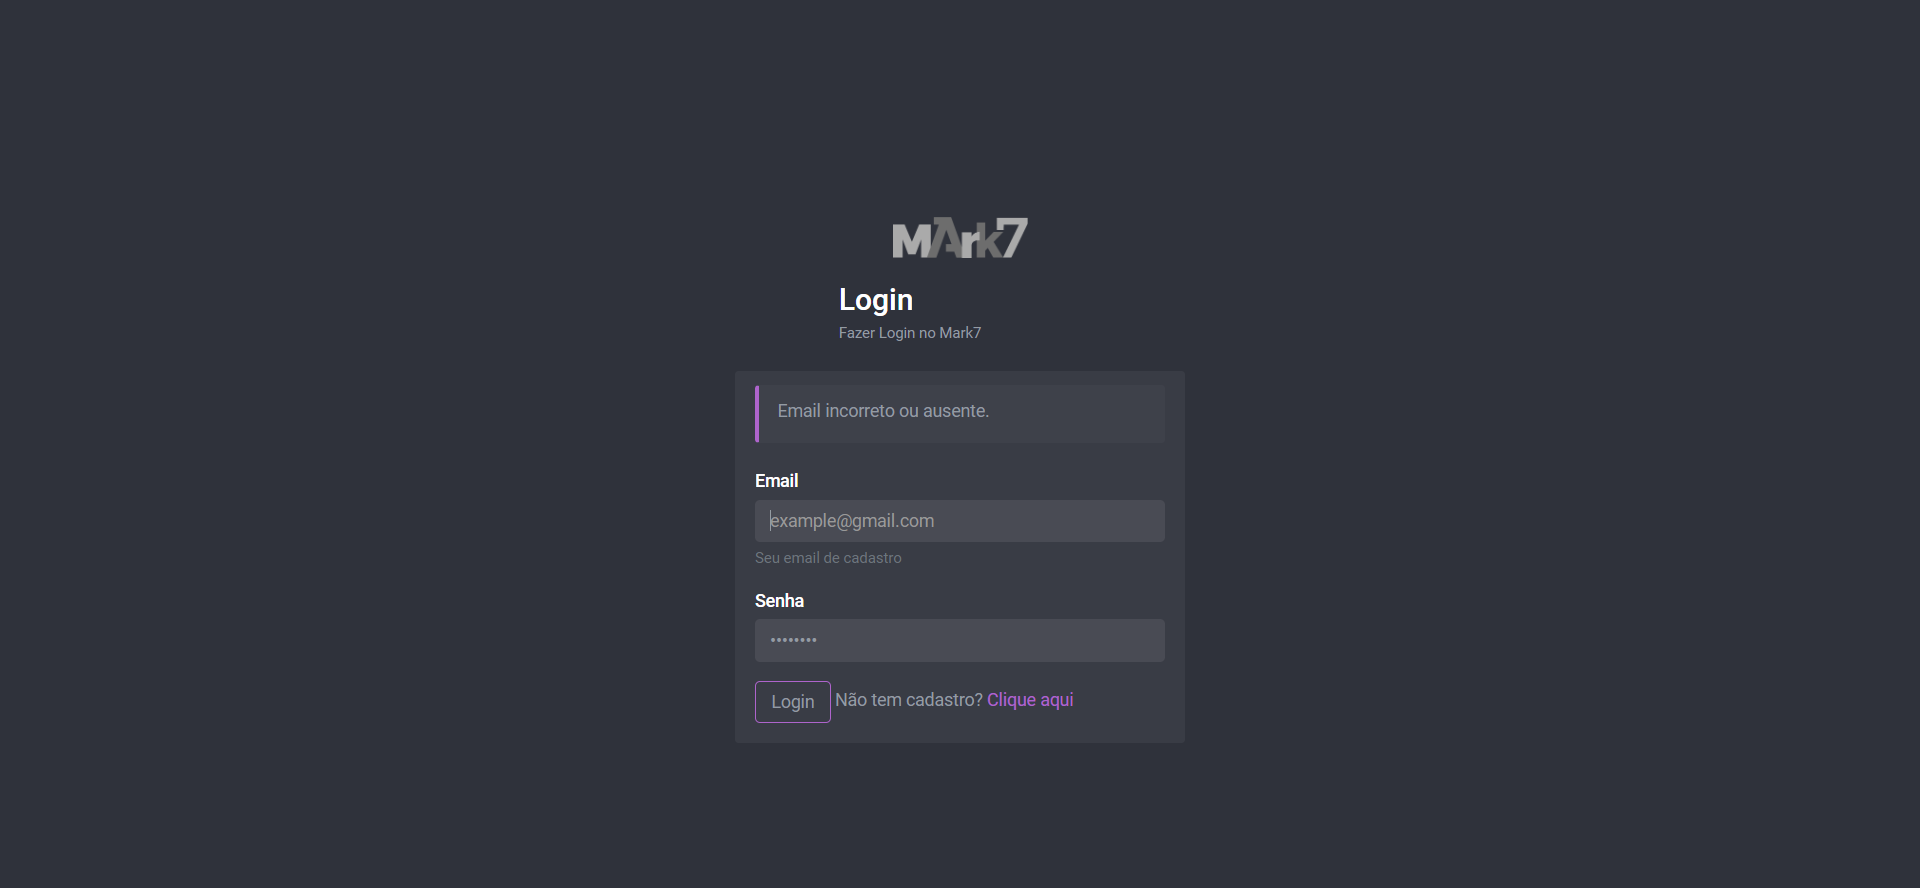 MArk7
Login
Fazer Login no Mark7
Email incorreto ou ausente.
Email
example@gmail.com
Seu email de cadastro
Senha
••••••••
Login Não tem cadastro? Clique aqui